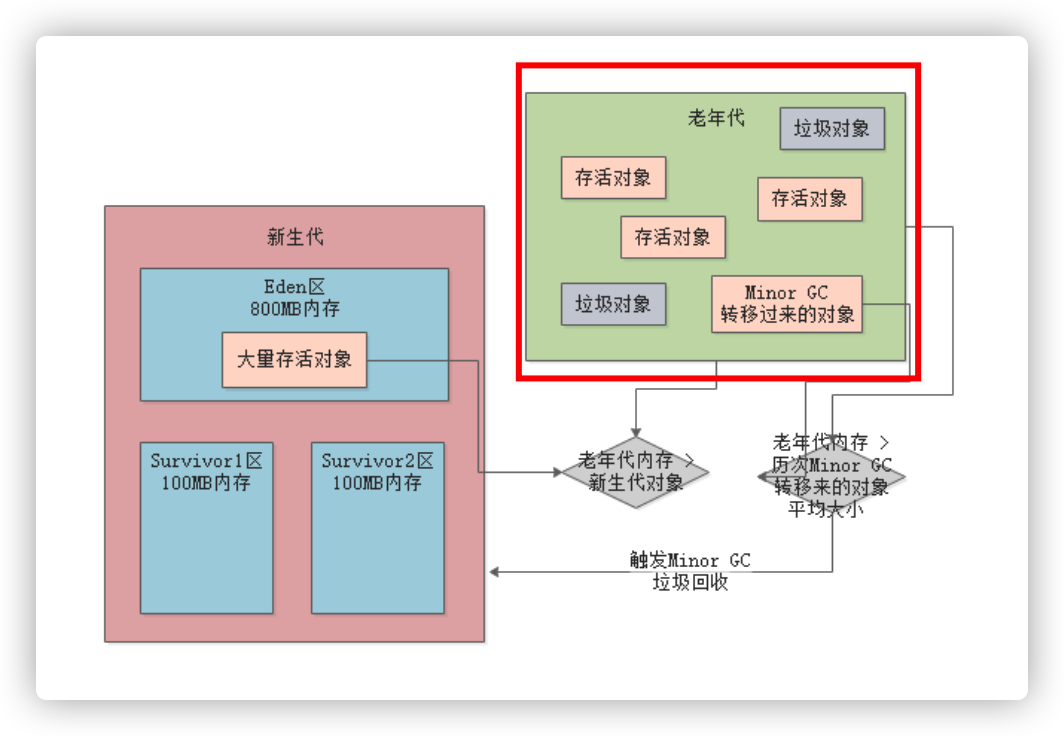 老年代
垃圾对象
存活对象
存活对象
存活对象
垃圾对象
Minor GC
转移过来的对象
新生代
Eden区
800MB内存
大量存活对象
Survivor1区
100MB内存
Survivor2区
100MB内存
老年代内存 >
新生代对象
老年代内存 >
历次Minor GC
转移来的对象
平均大小
触发Minor GC
垃圾回收